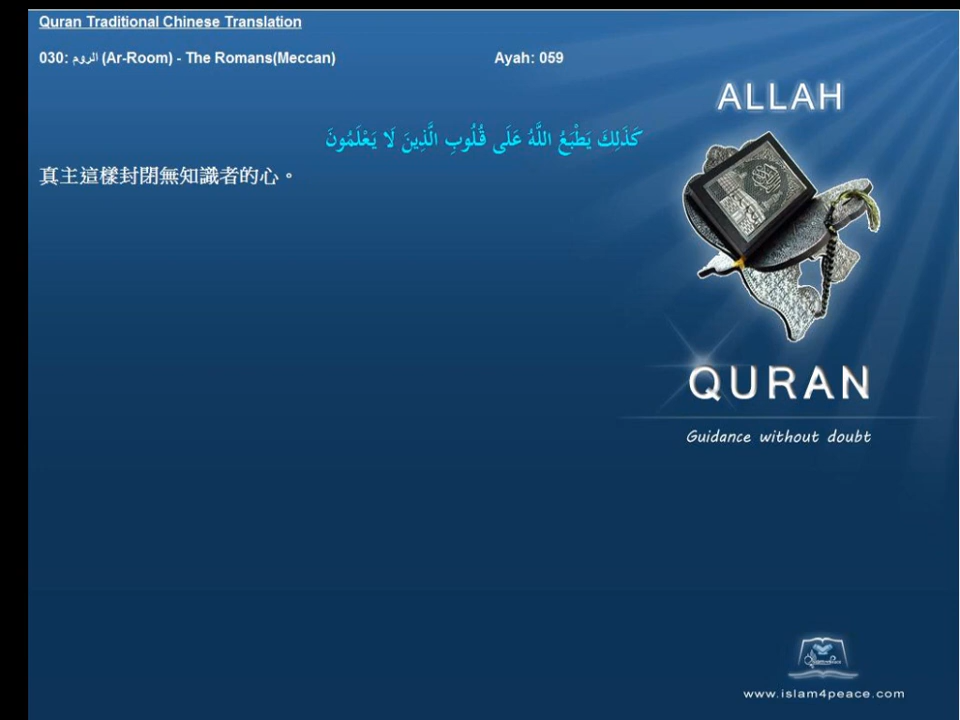 Quran Traditional Chinese Translation
030: الروم (Ar-Room) - The Romans(Meccan) Ayah: 059
ALLAH
كَذَلِكَ يَطْبَعُ اللَّهُ عَلَى قُلُوبِ الَّذِينَ لَا يَعْلَمُونَ
真主這樣封閉無知識者的心。
QURAN
Guidance without doubt
www.islam4peace.com